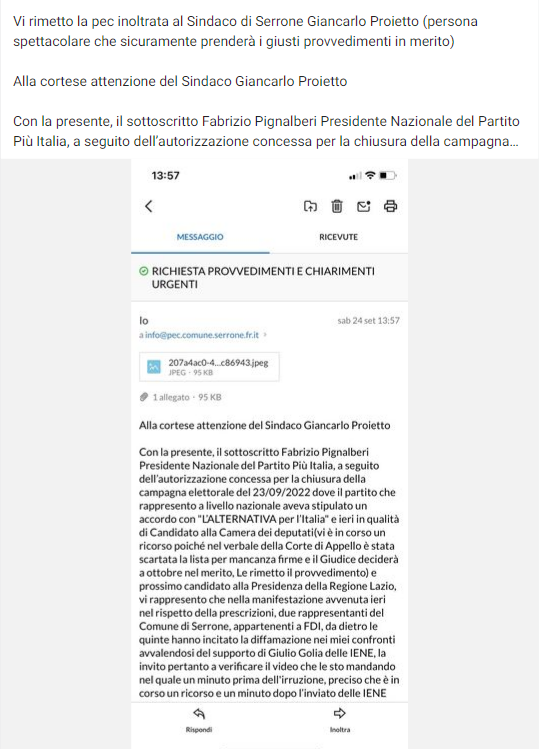 Vi rimetto la pec inoltrata al Sindaco di Serrone Giancarlo Proietto (persona
spettacolare che sicuramente prenderà i giusti provvedimenti in merito)
Alla cortese attenzione del Sindaco Giancarlo Proietto
Con la presente, il sottoscritto Fabrizio Pignalberi Presidente Nazionale del Partito
Più Italia, a seguito dell'autorizzazione concessa per la chiusura della campagna...
13:57
MESSAGGIO
RICEVUTE
RICHIESTA PROVVEDIMENTI E CHIARIMENTI
URGENTI
Io
sab 24 set 13:57
a info@pec.comune.serrone.fr.it
207a4ac0-4...c86943.jpeg
JPEG - 95 KB
1 allegato - 95 KB
Alla cortese attenzione del Sindaco Giancarlo Proietto
Con la presente, il sottoscritto Fabrizio Pignalberi
Presidente Nazionale del Partito Più Italia, a seguito
dell'autorizzazione concessa per la chiusura della
campagna elettorale del 23/09/2022 dove il partito che
rappresento a livello nazionale aveva stipulato un
accordo con "L'ALTERNATIVA per l'Italia" e ieri in qualità
di Candidato alla Camera dei deputati(vi è in corso un
ricorso poiché nel verbale della Corte di Appello è stata
scartata la lista per mancanza firme e il Giudice deciderà
a ottobre nel merito, Le rimetto il provvedimento) e
prossimo candidato alla Presidenza della Regione Lazio,
vi rappresento che nella manifestazione avvenuta ieri
nel rispetto della prescrizioni, due rappresentanti del
Comune di Serrone, appartenenti a FDI, da dietro le
quinte hanno incitato la diffamazione nei miei confronti
avvalendosi del supporto di Giulio Golia delle IENE, la
invito pertanto a verificare il video che le sto mandando
nel quale un minuto prima dell'irruzione, preciso che è in
corso un ricorso e un minuto dopo l'inviato delle IENE
Rispondi
Inoltra